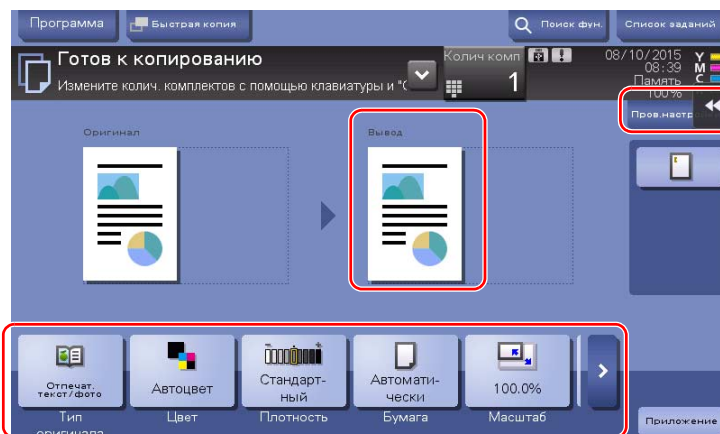 Программа
Быстрая копия
Поиск фун.
Список заданий
Готов к копированию
Измените колич. комплектов с помощью клавиатуры и "
Колич комп
1
08/10/2015
08:39
Память
100%
Y
M
C
Пров.настр
Оригинал
Вывод
Отпечат.
текст/фото
Автоцвет
Стандарт-
ный
Автомати-
чески
100.0%
Тип
оригинала
Цвет
Плотность
Бумага
Масштаб
Приложение